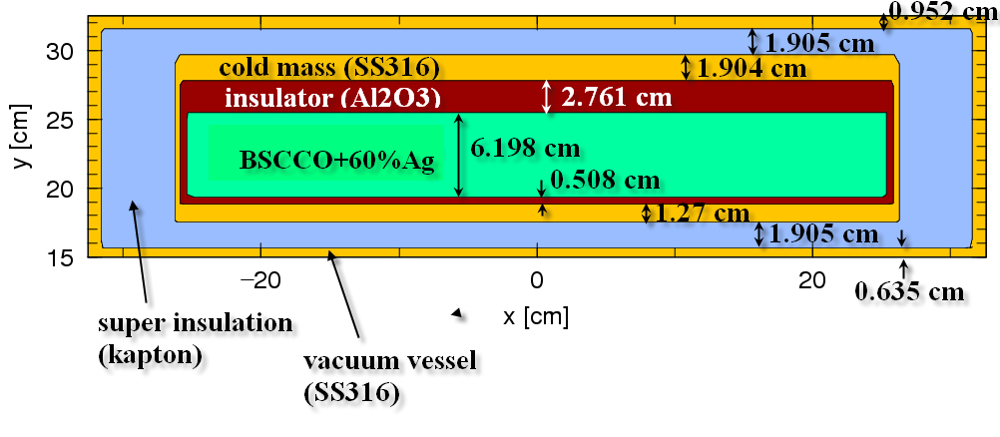 0.952 cm
30
1.905 cm
cold mass (SS316)
1.904 cm
insulator (Al2O3)
2.761 cm
25
y [cm]
BSCCO+60%Ag
6.198 cm
20
0.508 cm
1.27 cm
1.905 cm
15
−20
0
20
0.635 cm
x [cm]
super insulation
(kapton)
vacuum vessel
(SS316)